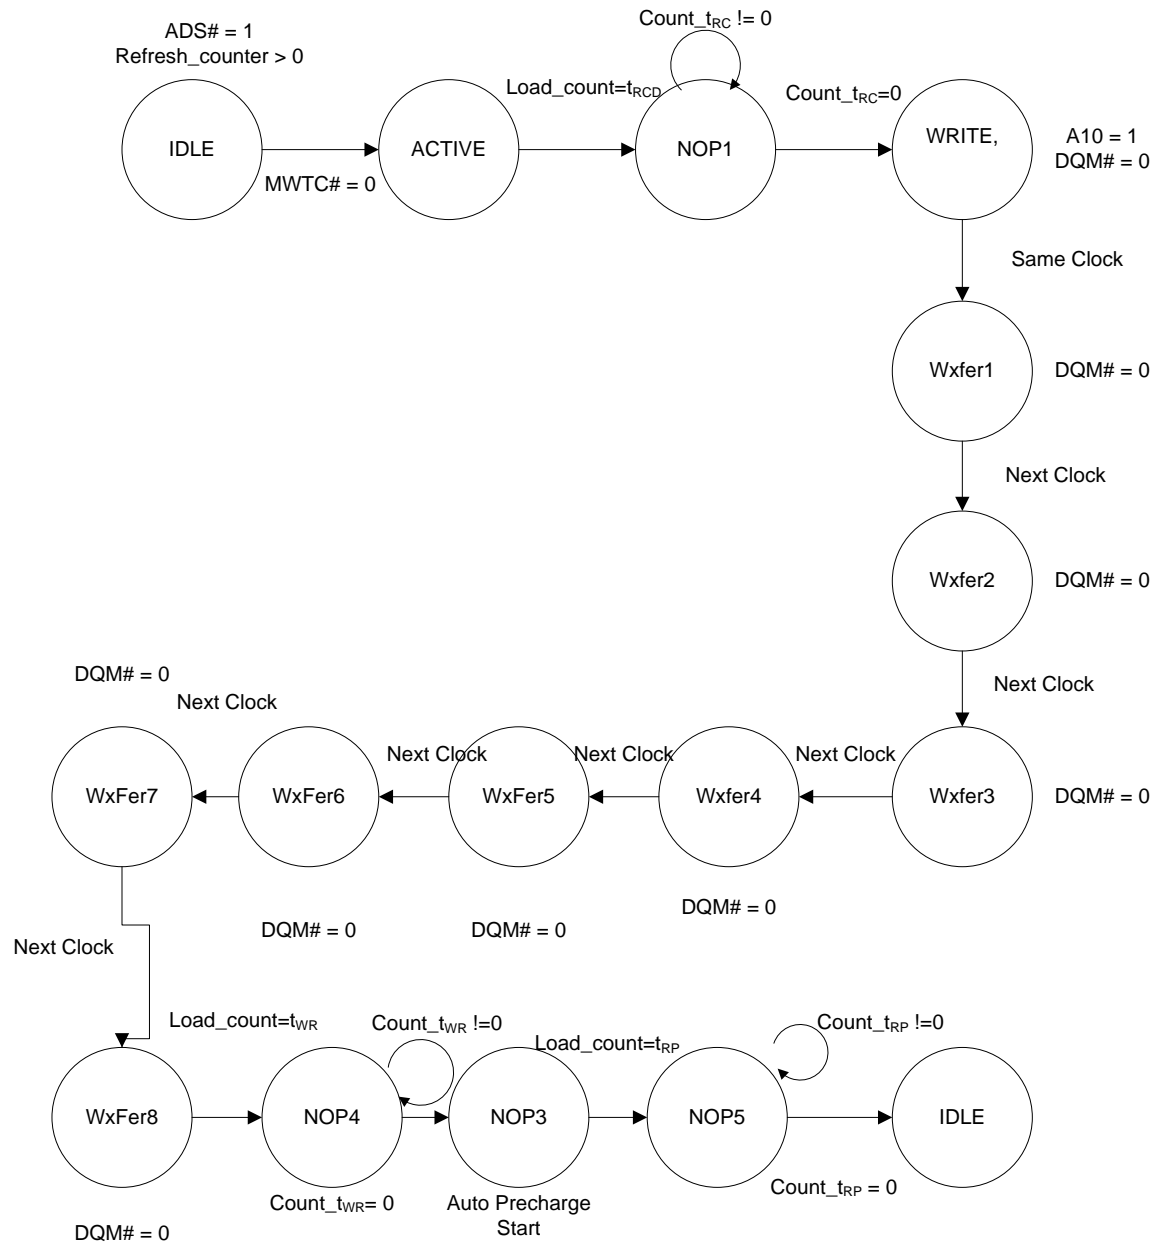 ADS# = 1
Refresh_counter > 0
Count_tRC != 0
Load_count=tRCD
Count_tRC=0
IDLE
ACTIVE
NOP1
WRITE,
A10 = 1
DQM# = 0
MWTC# = 0
Same Clock
Wxfer1
DQM# = 0
Next Clock
Wxfer2
DQM# = 0
Next Clock
DQM# = 0
Next Clock
Next Clock
Next Clock
Next Clock
WxFer7
WxFer6
WxFer5
Wxfer4
Wxfer3
DQM# = 0
DQM# = 0
DQM# = 0
DQM# = 0
Next Clock
Load_count=tWR
Count_tWR !=0
Load_count=tRP
Count_tRP !=0
WxFer8
NOP4
NOP3
NOP5
IDLE
Count_tWR= 0
Auto Precharge
Start
Count_tRP = 0
DQM# = 0